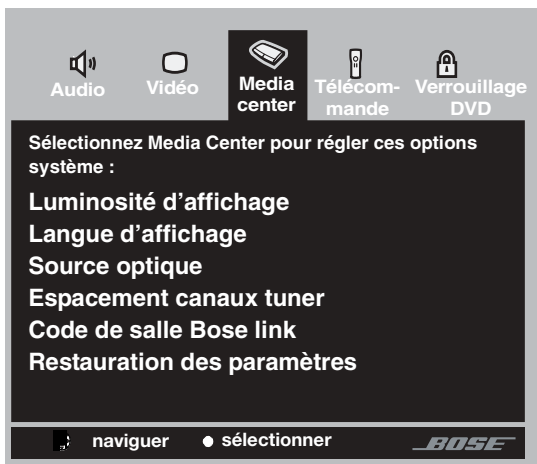 Audio
Vidéo
Media
center
Télécom-
mande
Verrouillage
DVD
Sélectionnez Media Center pour régler ces options
système :
Luminosité d’affichage
Langue d’affichage
Source optique
Espacement canaux tuner
Code de salle Bose link
Restauration des paramètres
naviguer sélectionner BOSE